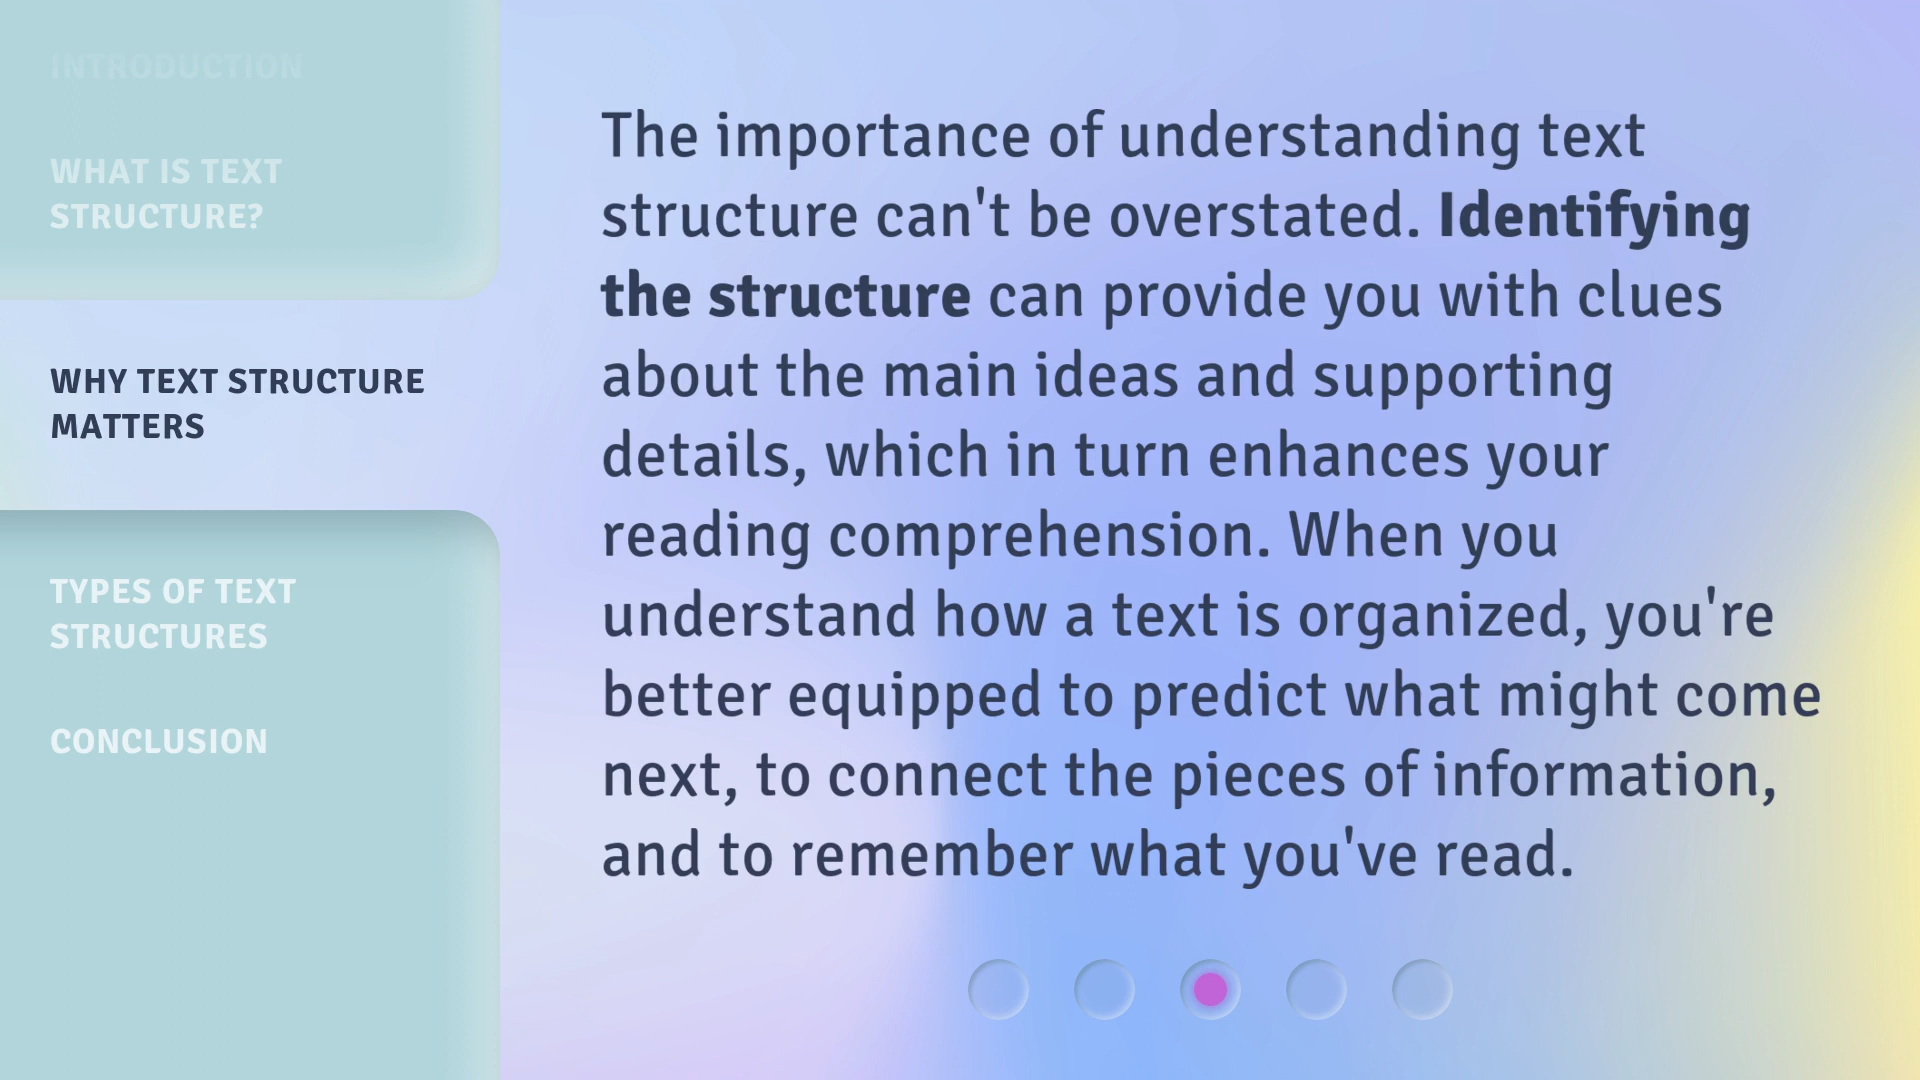 INTRODUCTION
WHAT IS TEXT
STRUCTURE?
WHY TEXT STRUCTURE
MATTERS
TYPES OF TEXT
STRUCTURES
CONCLUSION
The importance of understanding text
structure can't be overstated. Identifying
the structure can provide you with clues
about the main ideas and supporting
details, which in turn enhances your
reading comprehension. When you
understand how a text is organized, you're
better equipped to predict what might come
next, to connect the pieces of information,
and to remember what you've read.